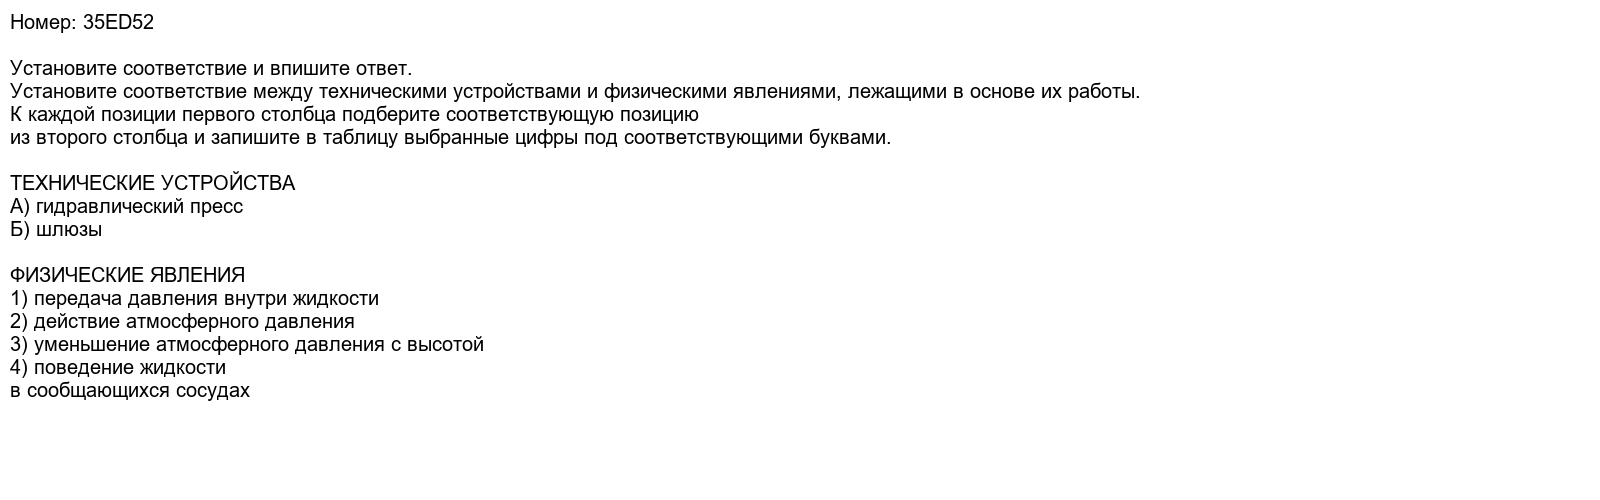 Номер: 35ED52
Установите соответствие и впишите ответ.
Установите соответствие между техническими устройствами и физическими явлениями, лежащими в основе их работы.
К каждой позиции первого столбца подберите соответствующую позицию
из второго столбца и запишите в таблицу выбранные цифры под соответствующими буквами.
ТЕХНИЧЕСКИЕ УСТРОЙСТВА
А) гидравлический пресс
Б) шлюзы
ФИЗИЧЕСКИЕ ЯВЛЕНИЯ
1) передача давления внутри жидкости
2) действие атмосферного давления
3) уменьшение атмосферного давления с высотой
4) поведение жидкости
в сообщающихся сосудах